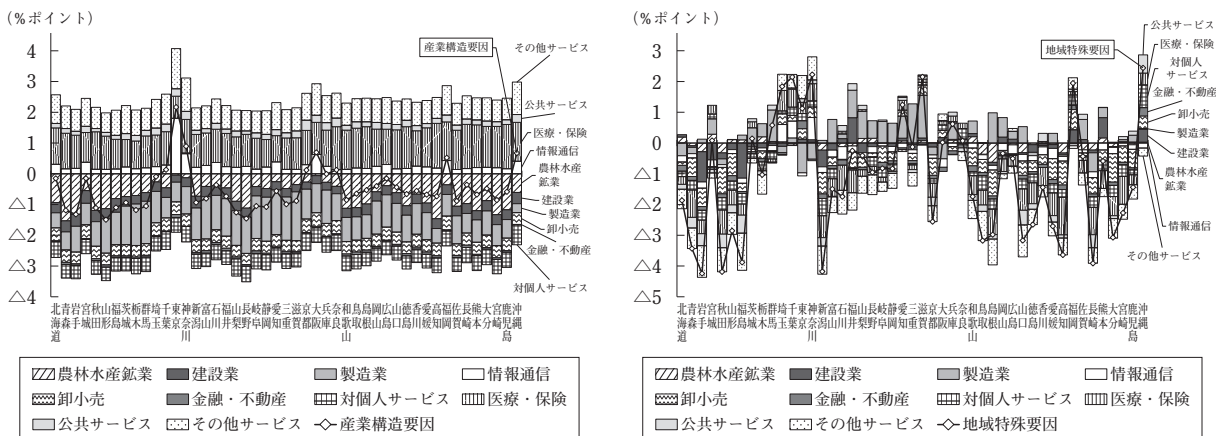 (%ポイント)
4
3
2
1
0
△1
△2
△3
△4
産業構造要因
その他サービス
公共サービス
医療・保険
情報通信
農林水産
鉱業
建設業
製造業
卸小売
金融・不動産
対個人サービス
北海道 青森 岩手 宮城 秋田 山形 福島 茨城 栃木 群馬 埼玉 千葉 東京 神奈川 新潟 富山 石川 福井 山梨 長野 岐阜 静岡 愛知 三重 滋賀 京都 大阪 兵庫 奈良 和歌山 鳥取 島根 岡山 広島 山口 徳島 香川 愛媛 高知 福岡 佐賀 長崎 熊本 大分 宮崎 鹿児島 沖縄
農林水産鉱業 建設業 製造業 情報通信
卸小売 金融・不動産 対個人サービス 医療・保険
公共サービス その他サービス 産業構造要因
(%ポイント)
3
2
1
0
△1
△2
△3
△4
△5
地域特殊要因
公共サービス
医療・保険
対個人
サービス
金融・不動産
卸小売
製造業
建設業
農林水産
鉱業
情報通信
その他サービス
北海道 青森 岩手 宮城 秋田 山形 福島 茨城 栃木 群馬 埼玉 千葉 東京 神奈川 新潟 富山 石川 福井 山梨 長野 岐阜 静岡 愛知 三重 滋賀 京都 大阪 兵庫 奈良 和歌山 鳥取 島根 岡山 広島 山口 徳島 香川 愛媛 高知 福岡 佐賀 長崎 熊本 大分 宮崎 鹿児島 沖縄
農林水産鉱業 建設業 製造業 情報通信
卸小売 金融・不動産 対個人サービス 医療・保険
公共サービス その他サービス 地域特殊要因